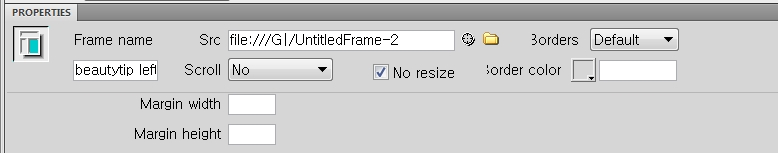 PROPERTIES
Frame name Src file:///G|/UntitledFrame-2 Borders Default
beautytip left Scroll No No resize Border color
Margin width
Margin height